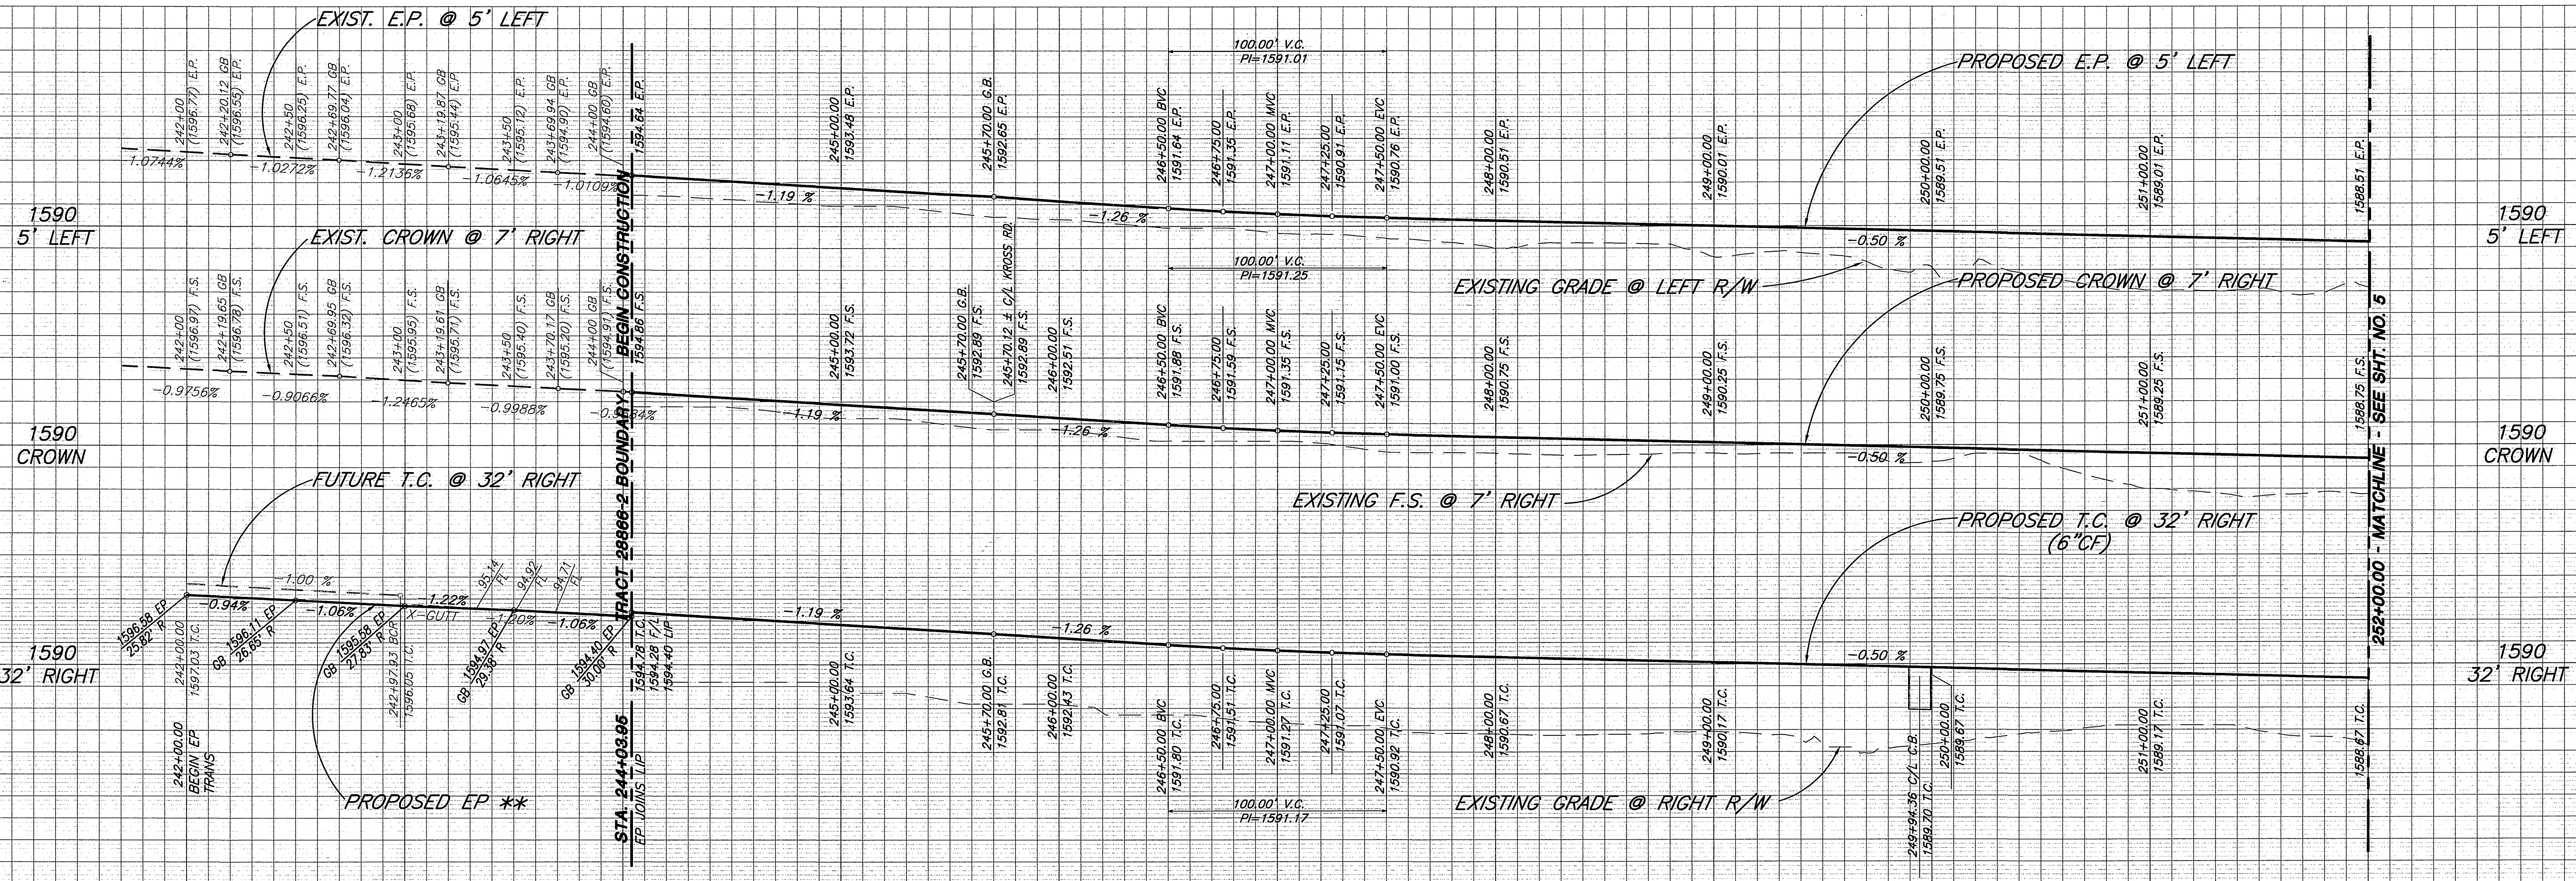 EXIST. E.P. @ 5' LEFT
242+00
(1596.77) E.P.
242+20.12 GB
(1596.55) E.P.
242+50
(1596.25) E.P.
242+69.77 GB
(1596.04) E.P.
243+00
(1595.68) E.P.
243+19.87 GB
(1595.44) E.P.
243+50
(1595.12) E.P.
243+69.94 GB
(1594.90) E.P.
244+00 GB
(1594.60) E.P.
1594.64 E.P.
245+00.00
1593.48 E.P.
245+70.00 G.B.
1592.65 E.P.
100.00' V.C.
PI=1591.01
246+50.00 BVC
1591.64 E.P.
246+75.00
1591.35 E.P.
247+00.00 MVC
1591.11 E.P.
247+25.00
1590.91 E.P.
247+50.00 EVC
1590.76 E.P.
248+00.00
1590.51 E.P.
249+00.00
1590.01 E.P.
PROPOSED E.P. @ 5' LEFT
250+00.00
1589.51 E.P.
251+00.00
1589.01 E.P.
1588.51 E.P.
1.0744%
-1.0272%
-1.2136%
-1.0645%
-1.0109%
-1.19 %
-1.26 %
-0.50 %
1590
5' LEFT
1590
5' LEFT
EXIST. CROWN @ 7' RIGHT
EXISTING GRADE @ LEFT R/W
PROPOSED CROWN @ 7' RIGHT
242+00
(1596.97) F.S.
242+19.65 GB
(1596.78) F.S.
242+50
(1596.51) F.S.
242+69.95 GB
(1596.32) F.S.
243+00
(1595.95) F.S.
243+19.61 GB
(1595.71) F.S.
243+50
(1595.40) F.S.
243+70.17 GB
(1595.20) F.S.
244+00 GB
(1594.91) F.S.
1594.86 F.S.
245+00.00
1593.72 F.S.
245+70.00 G.B.
1592.89 F.S.
245+70.12 ± C/L KROSS RD.
1592.89 F.S.
246+00.00
1592.51 F.S.
100.00' V.C.
PI=1591.25
246+50.00 BVC
1591.88 F.S.
246+75.00
1591.59 F.S.
247+00.00 MVC
1591.35 F.S.
247+25.00
1591.15 F.S.
247+50.00 EVC
1591.00 F.S.
248+00.00
1590.75 F.S.
249+00.00
1590.25 F.S.
250+00.00
1589.75 F.S.
251+00.00
1589.25 F.S.
1588.75 F.S.
-0.9756%
-0.9066%
-1.2465%
-0.9988%
-1.19 %
-1.26 %
-0.50 %
1590
CROWN
1590
CROWN
FUTURE T.C. @ 32' RIGHT
EXISTING F.S. @ 7' RIGHT
PROPOSED T.C. @ 32' RIGHT
(6"CF)
-1.00 %
-0.94%
-1.06%
-1.22%
X-GUTT
-1.20%
-1.06%
95.14
FL
94.92
FL
94.71
FL
-1.19 %
-1.26 %
-0.50 %
1596.58 EP
25.82' R
GB 1596.11 EP
26.65' R
GB 1595.58 EP
27.83' R
GB 1594.97 EP
29.38' R
GB 1594.40 EP
30.00' R
1590
32' RIGHT
1590
32' RIGHT
242+00.00
1597.03 T.C.
242+97.93 BCR
1596.05 T.C.
1594.78 T.C.
1594.28 F/L
1594.40 LIP
245+00.00
1593.64 T.C.
245+70.00 G.B.
1592.81 T.C.
246+00.00
1592.43 T.C.
246+50.00 BVC
1591.80 T.C.
246+75.00
1591.51 T.C.
247+00.00 MVC
1591.27 T.C.
247+25.00
1591.07 T.C.
247+50.00 EVC
1590.92 T.C.
100.00' V.C.
PI=1591.17
248+00.00
1590.67 T.C.
249+00.00
1590.17 T.C.
249+94.36 C/L C.B.
1589.70 T.C.
250+00.00
1589.67 T.C.
251+00.00
1589.17 T.C.
1588.67 T.C.
242+00.00
BEGIN EP
TRANS
PROPOSED EP **
EXISTING GRADE @ RIGHT R/W
TRACT 28866-2 BOUNDARY
BEGIN CONSTRUCTION
STA. 244+03.95
EP JOINS LIP
252+00.00 - MATCHLINE - SEE SHT. NO. 5